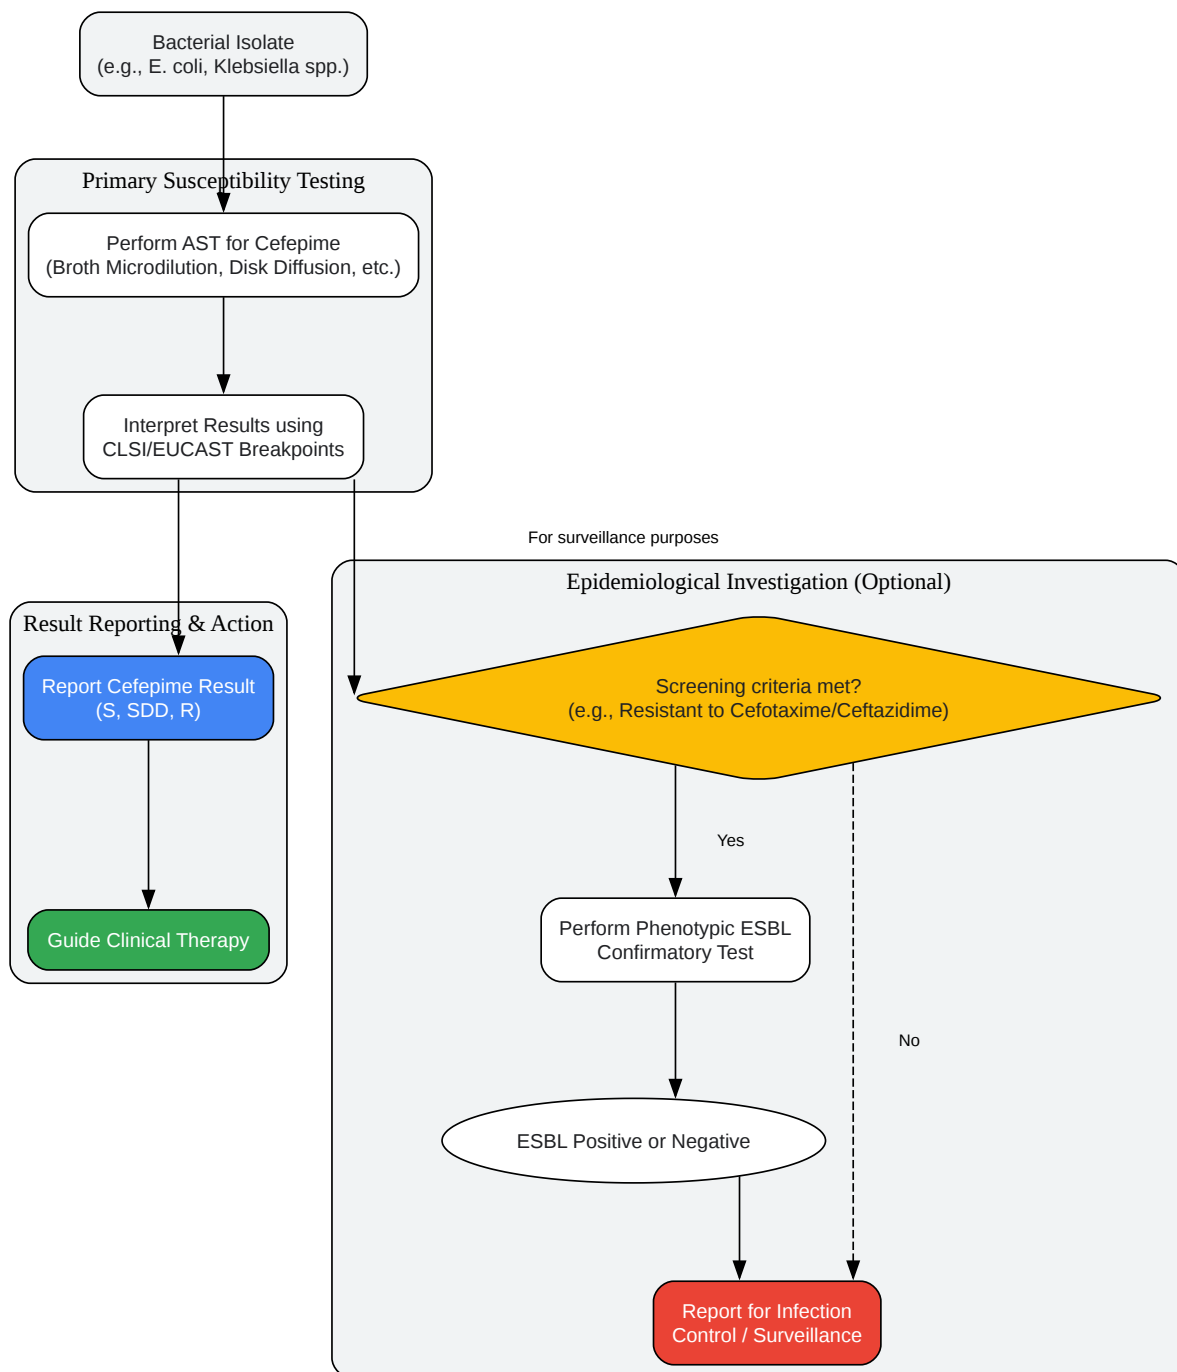 Bacterial Isolate
(e.g., E. coli, Klebsiella spp.)
Primary Susceptibility Testing
Perform AST for Cefepime
(Broth Microdilution, Disk Diffusion, etc.)
Interpret Results using
CLSI/EUCAST Breakpoints
For surveillance purposes
Result Reporting & Action
Report Cefepime Result
(S, SDD, R)
Guide Clinical Therapy
Epidemiological Investigation (Optional)
Screening criteria met?
(e.g., Resistant to Cefotaxime/Ceftazidime)
Yes
Perform Phenotypic ESBL
Confirmatory Test
No
ESBL Positive or Negative
Report for Infection
Control / Surveillance